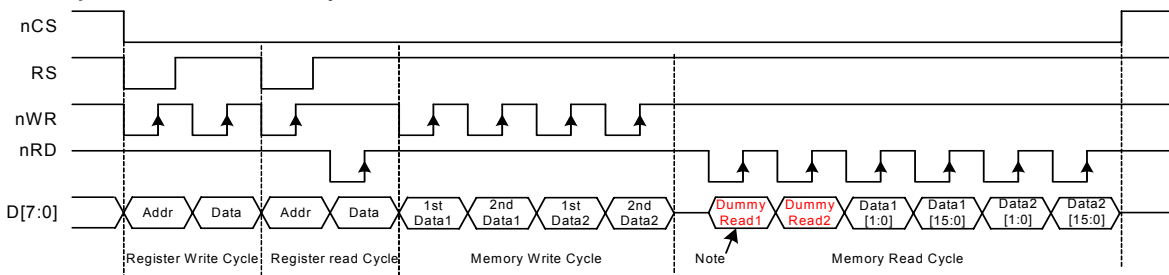 nCS
RS
nWR
nRD
D[7:0]
Addr Data Addr Data 1st Data1 2nd Data1 1st Data2 2nd Data2 Dummy Read1 Dummy Read2 Data1 [1:0] Data1 [15:0] Data2 [1:0] Data2 [15:0]
Register Write Cycle Register read Cycle Memory Write Cycle Note Memory Read Cycle